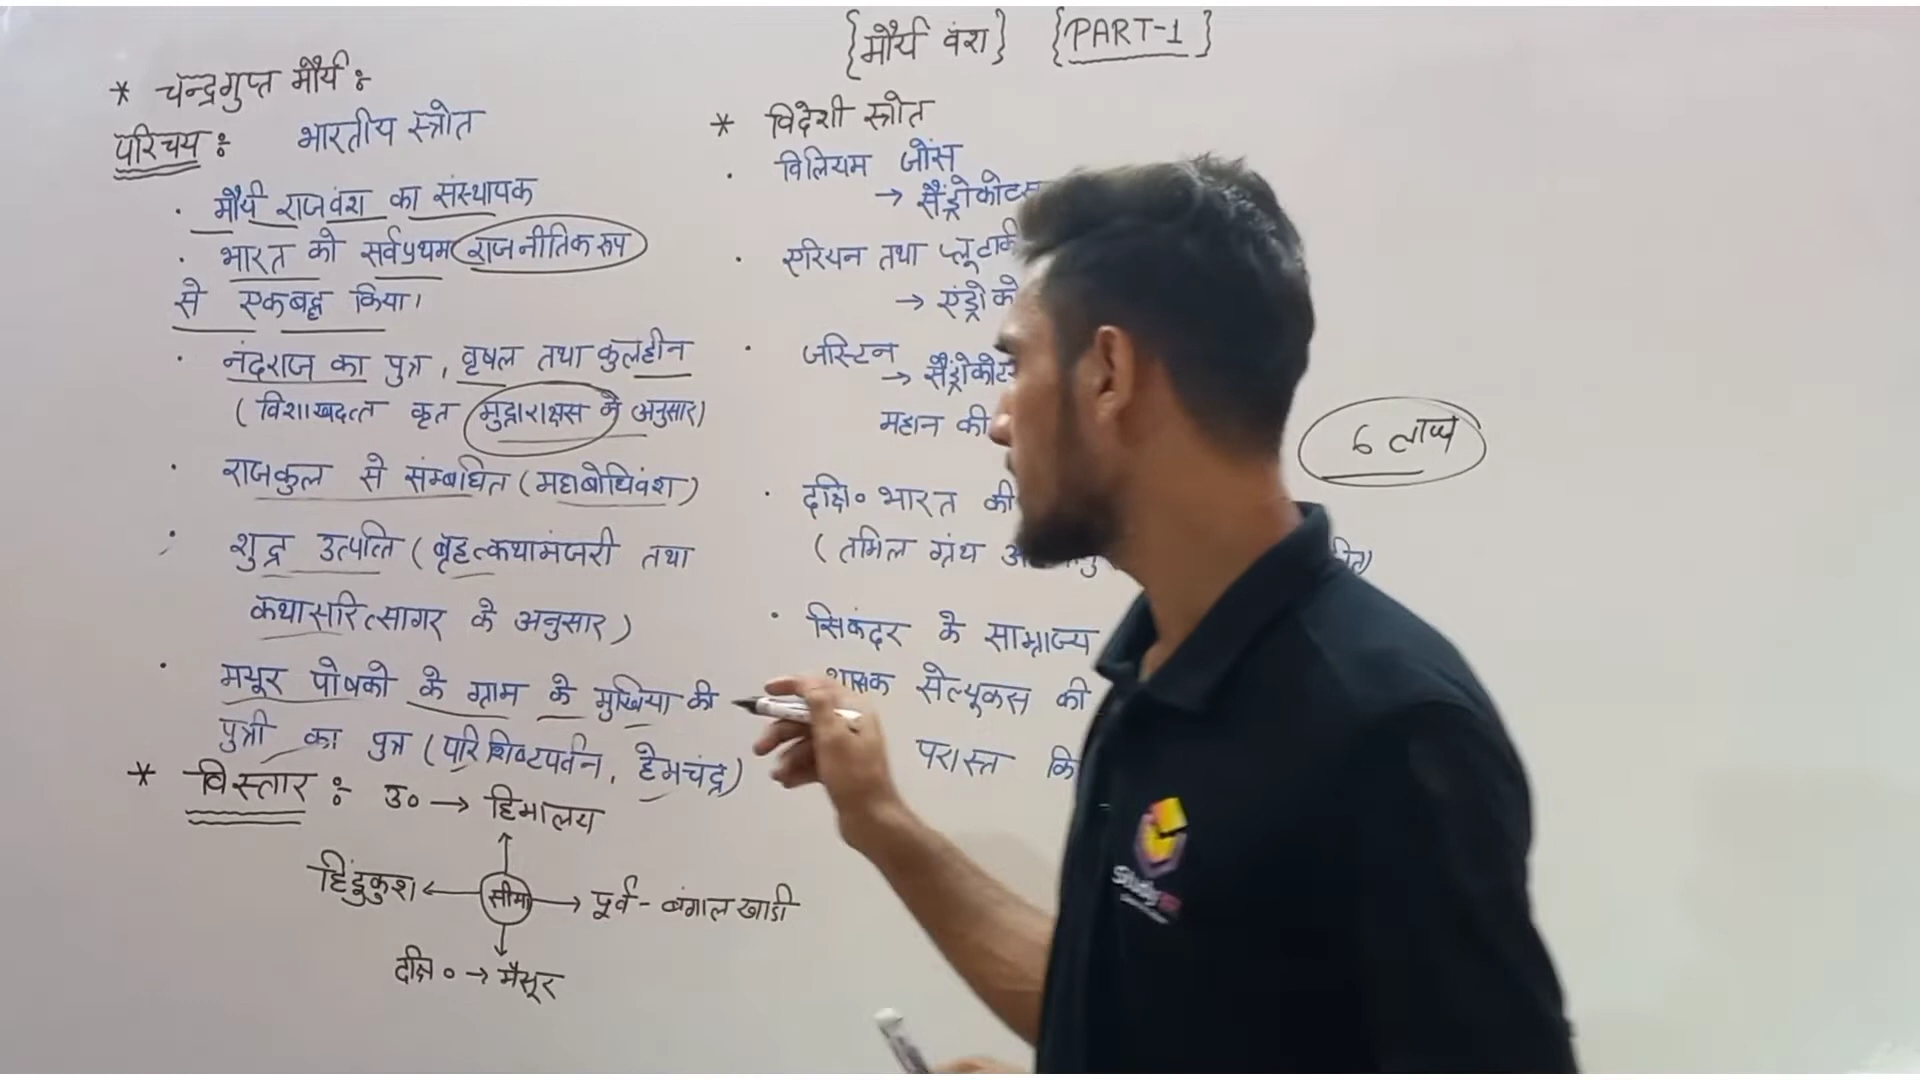 {मौर्य वंश} {PART-1}
* चन्द्रगुप्त मौर्य :
परिचय : भारतीय स्त्रोत
· मौर्य राजवंश का संस्थापक
· भारत को सर्वप्रथम राजनीतिक रूप
से एकबद्ध किया।
· नंदराज का पुत्र, वृषल तथा कुलहीन
(विशाखदत्त कृत मुद्राराक्षस के अनुसार)
· राजकुल से संम्बधित (महाबोधिवंश)
· शुद्र उत्पत्ति (बृहत्कथामंजरी तथा
कथासरित्सागर के अनुसार)
· मयूर पोषको के ग्राम के मुखिया की
पुत्री का पुत्र (परिशिष्टपर्वन, हेमचंद्र)
* विस्तार : उ० → हिमालय
हिंदुकुश ← सीमा → पूर्व - बंगाल खाडी
दक्षि० → मैसूर
* विदेशी स्त्रोत
· विलियम जोंस
→ सैंड्रोकोटस
· एरियन तथा
→
· जस्टिन
→
महान की
· दक्षि० भारत की
(तमिल ग्रंथ
· सिकंदर के साम्राज्य
शासक सेल्यूकस की
परास्त
6 लाख
Study